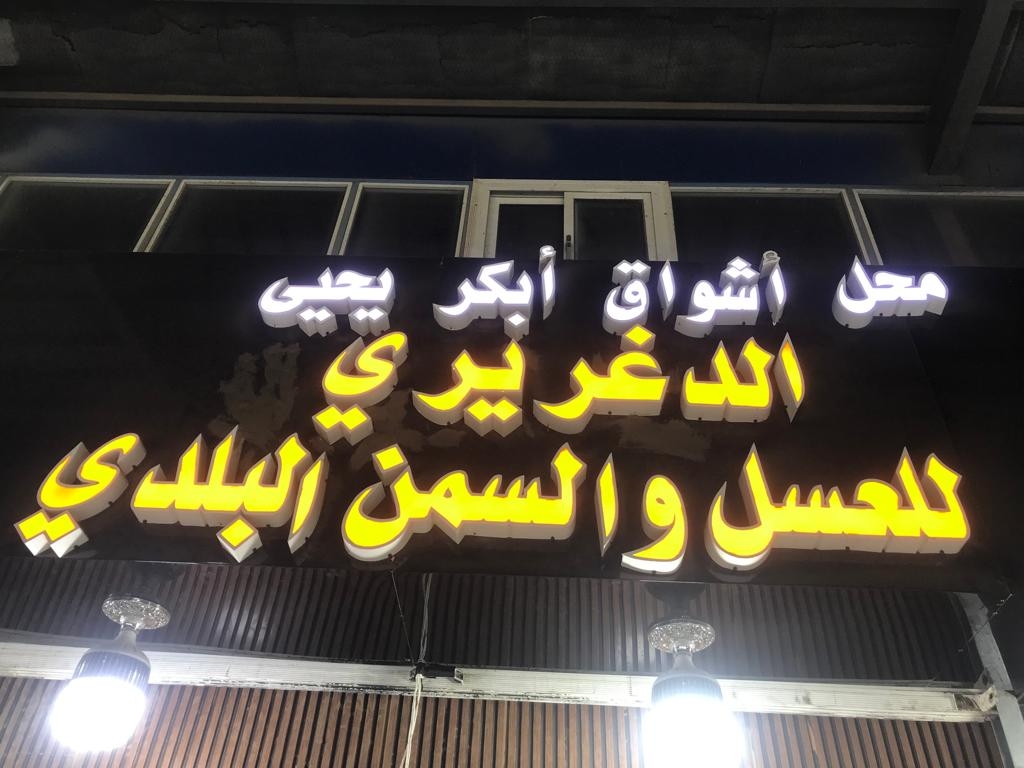 محل أشواق أبكر يحيى
الدغريري
للعسل والسمن البلدي